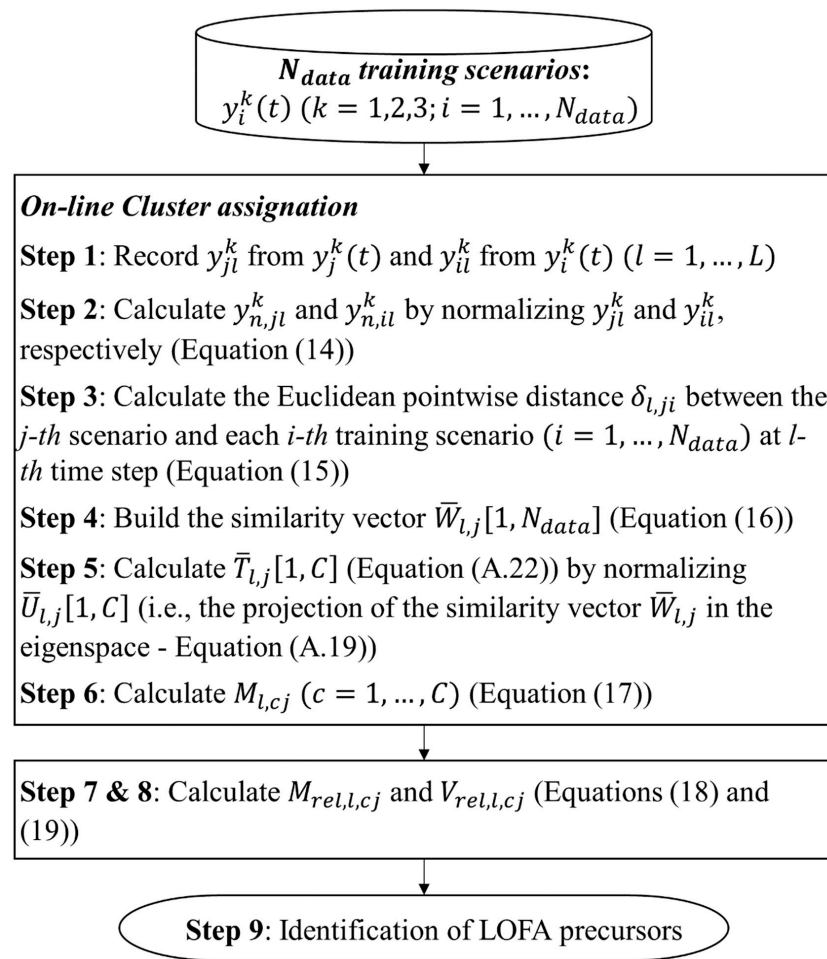 N_data training scenarios:
y_i^k(t) (k = 1,2,3; i = 1, …, N_data)
On-line Cluster assignation
Step 1: Record y_jl^k from y_j^k(t) and y_il^k from y_i^k(t) (l = 1, …, L)
Step 2: Calculate y_n,jl^k and y_n,il^k by normalizing y_jl^k and y_il^k,
respectively (Equation (14))
Step 3: Calculate the Euclidean pointwise distance δ_l,ji between the
j-th scenario and each i-th training scenario (i = 1, …, N_data) at l-
th time step (Equation (15))
Step 4: Build the similarity vector W̄_l,j[1, N_data] (Equation (16))
Step 5: Calculate T̄_l,j[1, C] (Equation (A.22)) by normalizing
Ū_l,j[1, C] (i.e., the projection of the similarity vector W̄_l,j in the
eigenspace - Equation (A.19))
Step 6: Calculate M_l,cj (c = 1, …, C) (Equation (17))
Step 7 & 8: Calculate M_rel,l,cj and V_rel,l,cj (Equations (18) and
(19))
Step 9: Identification of LOFA precursors